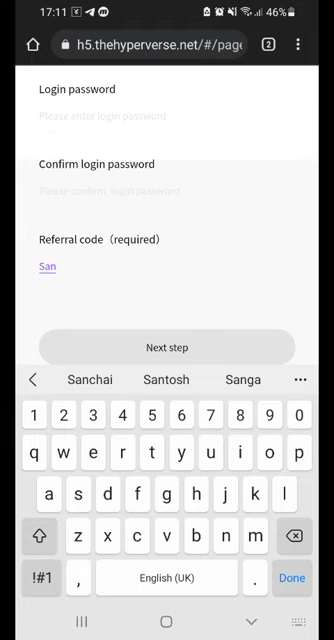 17:11 46%
h5.thehyperverse.net/#/page
2
Login password
Please enter login password
Confirm login password
Please confirm login password
Referral code（required）
San
Next step
Sanchai Santosh Sanga
1 2 3 4 5 6 7 8 9 0
q w e r t y u i o p
a s d f g h j k l
z x c v b n m
!#1 , English (UK) . Done